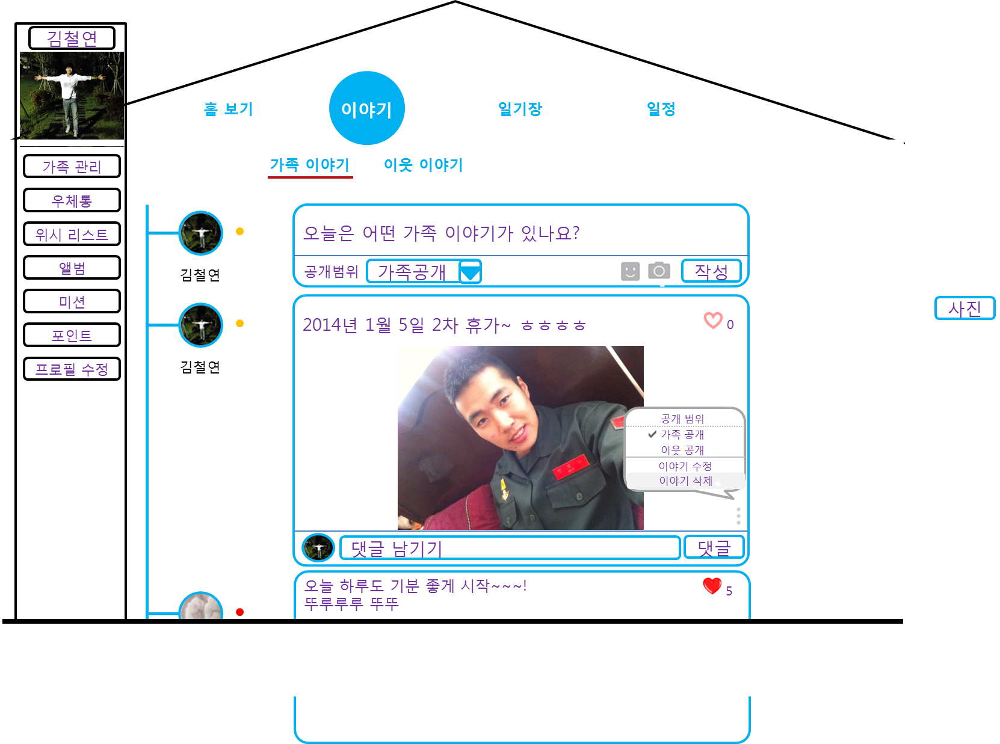 김철연
가족 관리
우체통
위시 리스트
앨범
미션
포인트
프로필 수정
홈 보기
이야기
일기장
일정
가족 이야기
이웃 이야기
김철연
오늘은 어떤 가족 이야기가 있나요?
공개범위
가족공개
작성
김철연
2014년 1월 5일 2차 휴가~ ㅎㅎㅎㅎ
0
공개 범위
가족 공개
이웃 공개
이야기 수정
이야기 삭제
댓글 남기기
댓글
오늘 하루도 기분 좋게 시작~~~!
뚜루루루 뚜뚜
5
사진